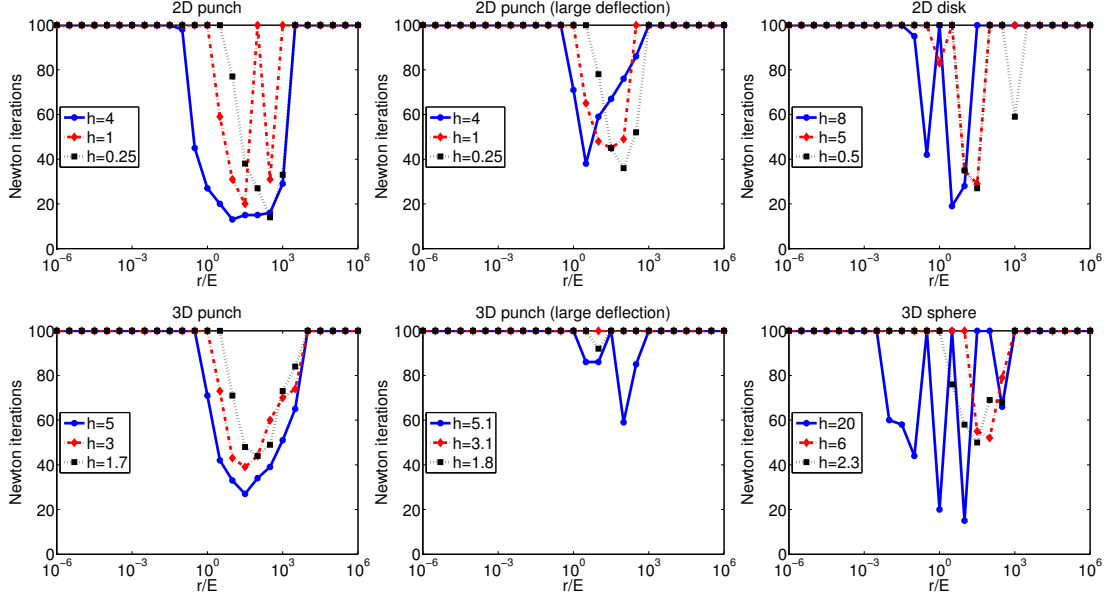 2D punch
Newton iterations
100
80
60
40
20
0
h=4
h=1
h=0.25
10^-6
10^-3
10^0
10^3
10^6
r/E
2D punch (large deflection)
Newton iterations
100
80
60
40
20
0
h=4
h=1
h=0.25
10^-6
10^-3
10^0
10^3
10^6
r/E
2D disk
Newton iterations
100
80
60
40
20
0
h=8
h=5
h=0.5
10^-6
10^-3
10^0
10^3
10^6
r/E
3D punch
Newton iterations
100
80
60
40
20
0
h=5
h=3
h=1.7
10^-6
10^-3
10^0
10^3
10^6
r/E
3D punch (large deflection)
Newton iterations
100
80
60
40
20
0
h=5.1
h=3.1
h=1.8
10^-6
10^-3
10^0
10^3
10^6
r/E
3D sphere
Newton iterations
100
80
60
40
20
0
h=20
h=6
h=2.3
10^-6
10^-3
10^0
10^3
10^6
r/E